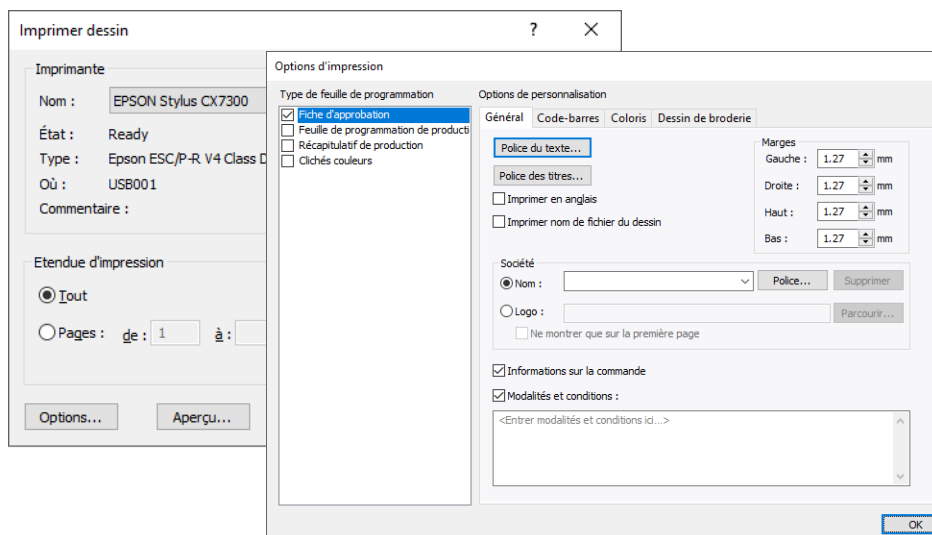 Imprimer dessin
?
Imprimante
Nom :
EPSON Stylus CX7300
État :
Ready
Type :
Epson ESC/P-R V4 Class D
Où :
USB001
Commentaire :
Etendue d'impression
Tout
Pages :
de :
1
à :
Options...
Aperçu...
Options d'impression
Type de feuille de programmation
Fiche d'approbation
Feuille de programmation de producti
Récapitulatif de production
Clichés couleurs
Options de personnalisation
Général
Code-barres
Coloris
Dessin de broderie
Police du texte...
Police des titres...
Imprimer en anglais
Imprimer nom de fichier du dessin
Marges
Gauche :
1.27
mm
Droite :
1.27
mm
Haut :
1.27
mm
Bas :
1.27
mm
Société
Nom :
Police...
Supprimer
Logo :
Parcourir...
Ne montrer que sur la première page
Informations sur la commande
Modalités et conditions :
<Entrer modalités et conditions ici...>
OK